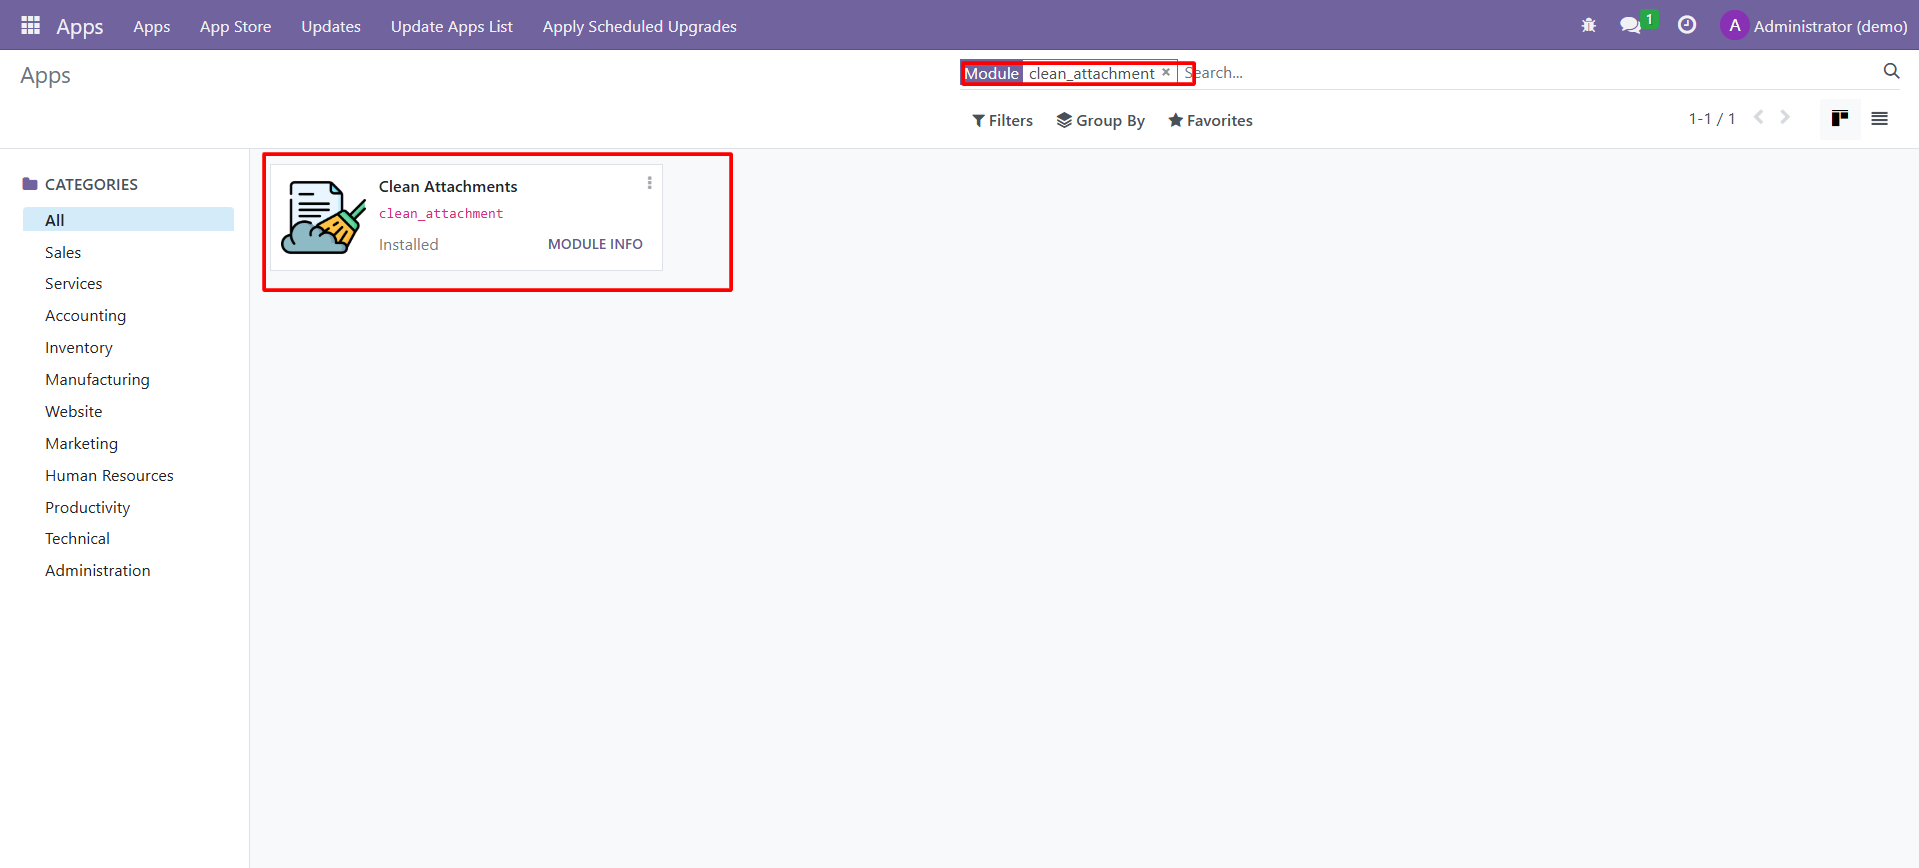 Apps Apps App Store Updates Update Apps List Apply Scheduled Upgrades 1 A Administrator (demo)
Apps
Module clean_attachment × Search...
Filters Group By Favorites 1-1 / 1
CATEGORIES
All
Sales
Services
Accounting
Inventory
Manufacturing
Website
Marketing
Human Resources
Productivity
Technical
Administration
Clean Attachments
clean_attachment
Installed MODULE INFO